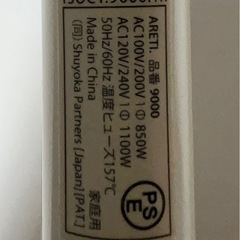 ARETI. 品番 9000
AC100V/200V 1Φ 850W
AC120V/240V 1Φ 1100W
50Hz/60Hz 温度ヒューズ157℃
Made in China 家庭用
(同) Shuyoka Partners [Japan] [PAT.]
PS
E